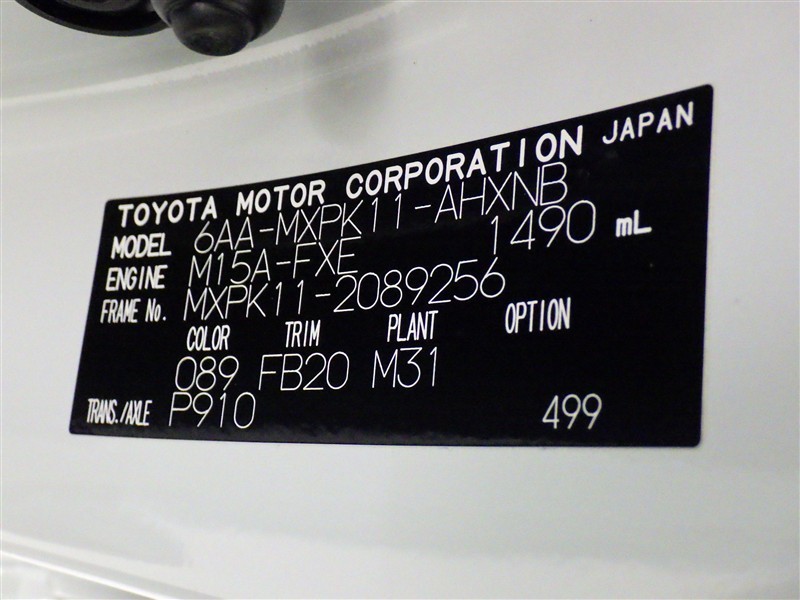 TOYOTA MOTOR CORPORATION JAPAN
MODEL 6AA-MXPK11-AHXNB
ENGINE M15A-FXE 1490 mL
FRAME No. MXPK11-2089256
COLOR TRIM PLANT OPTION
089 FB20 M31
TRANS./AXLE P910 499